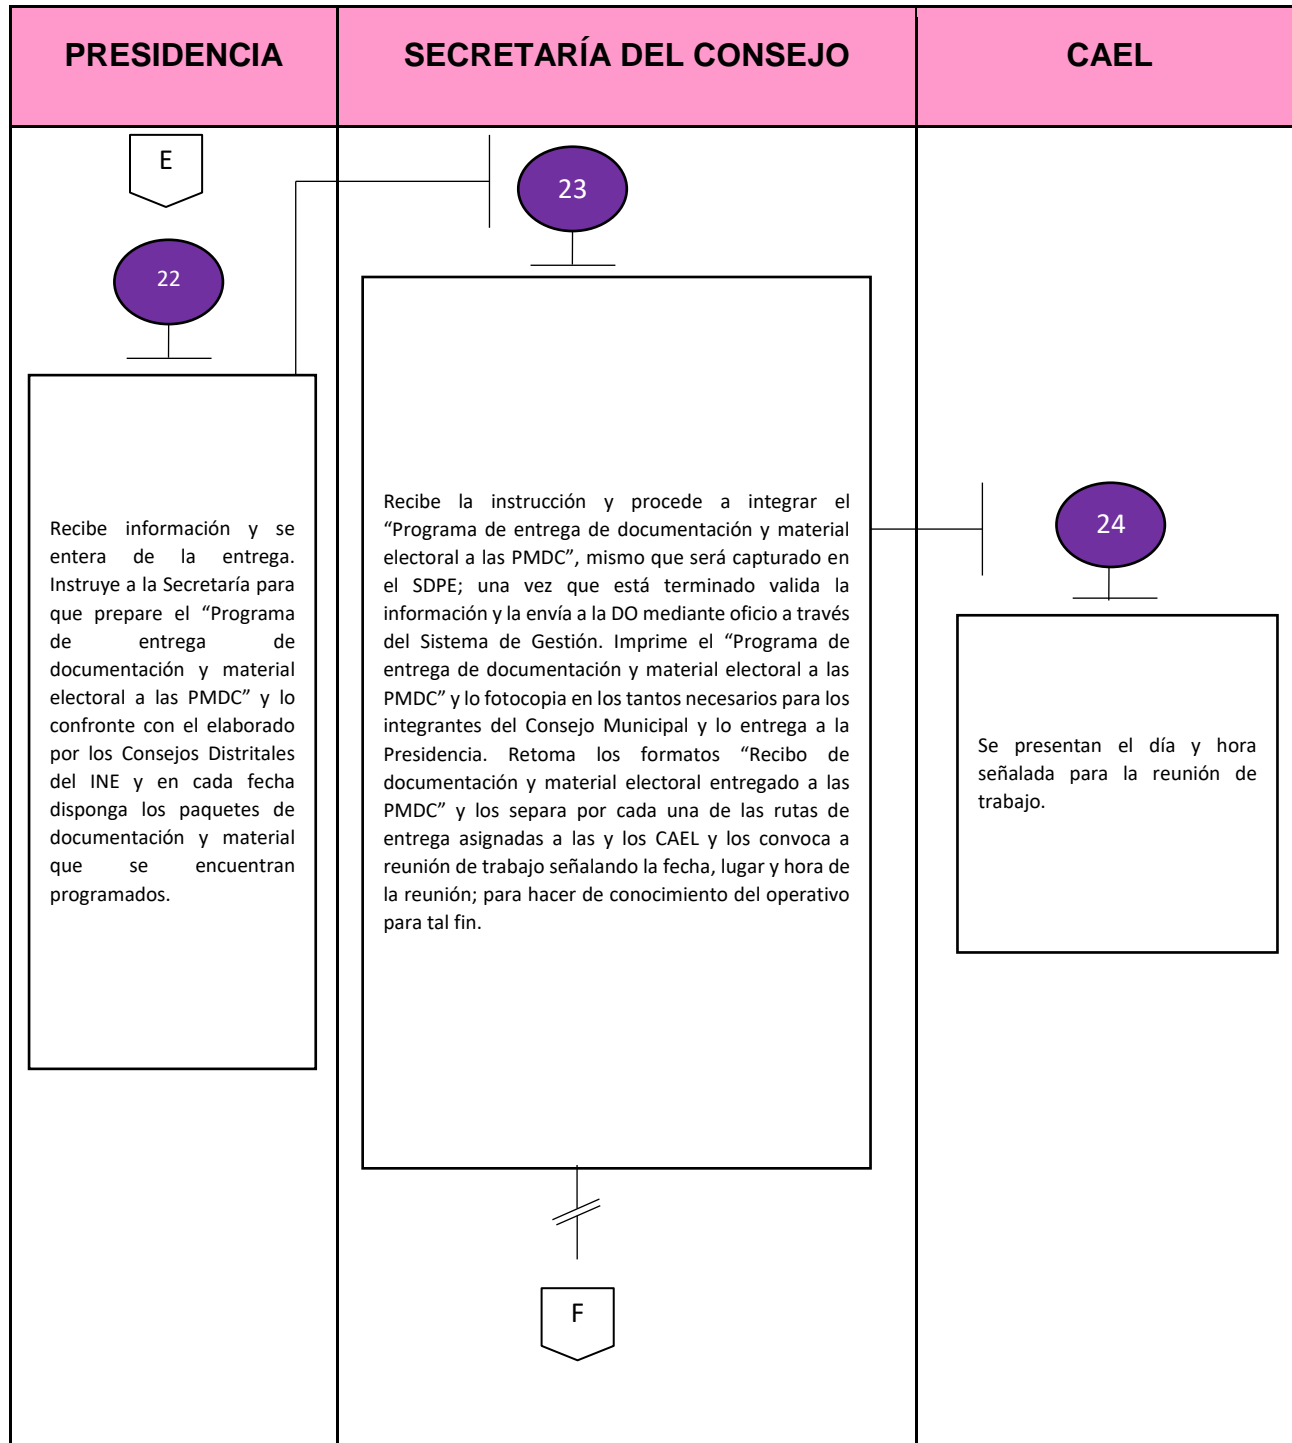 PRESIDENCIA
SECRETARÍA DEL CONSEJO
CAEL
E
22
Recibe información y se
entera de la entrega.
Instruye a la Secretaría para
que prepare el “Programa
de entrega de
documentación y material
electoral a las PMDC” y lo
confronte con el elaborado
por los Consejos Distritales
del INE y en cada fecha
disponga los paquetes de
documentación y material
que se encuentran
programados.
23
Recibe la instrucción y procede a integrar el
“Programa de entrega de documentación y material
electoral a las PMDC”, mismo que será capturado en
el SDPE; una vez que está terminado valida la
información y la envía a la DO mediante oficio a través
del Sistema de Gestión. Imprime el “Programa de
entrega de documentación y material electoral a las
PMDC” y lo fotocopia en los tantos necesarios para los
integrantes del Consejo Municipal y lo entrega a la
Presidencia. Retoma los formatos “Recibo de
documentación y material electoral entregado a las
PMDC” y los separa por cada una de las rutas de
entrega asignadas a las y los CAEL y los convoca a
reunión de trabajo señalando la fecha, lugar y hora de
la reunión; para hacer de conocimiento del operativo
para tal fin.
F
24
Se presentan el día y hora
señalada para la reunión de
trabajo.